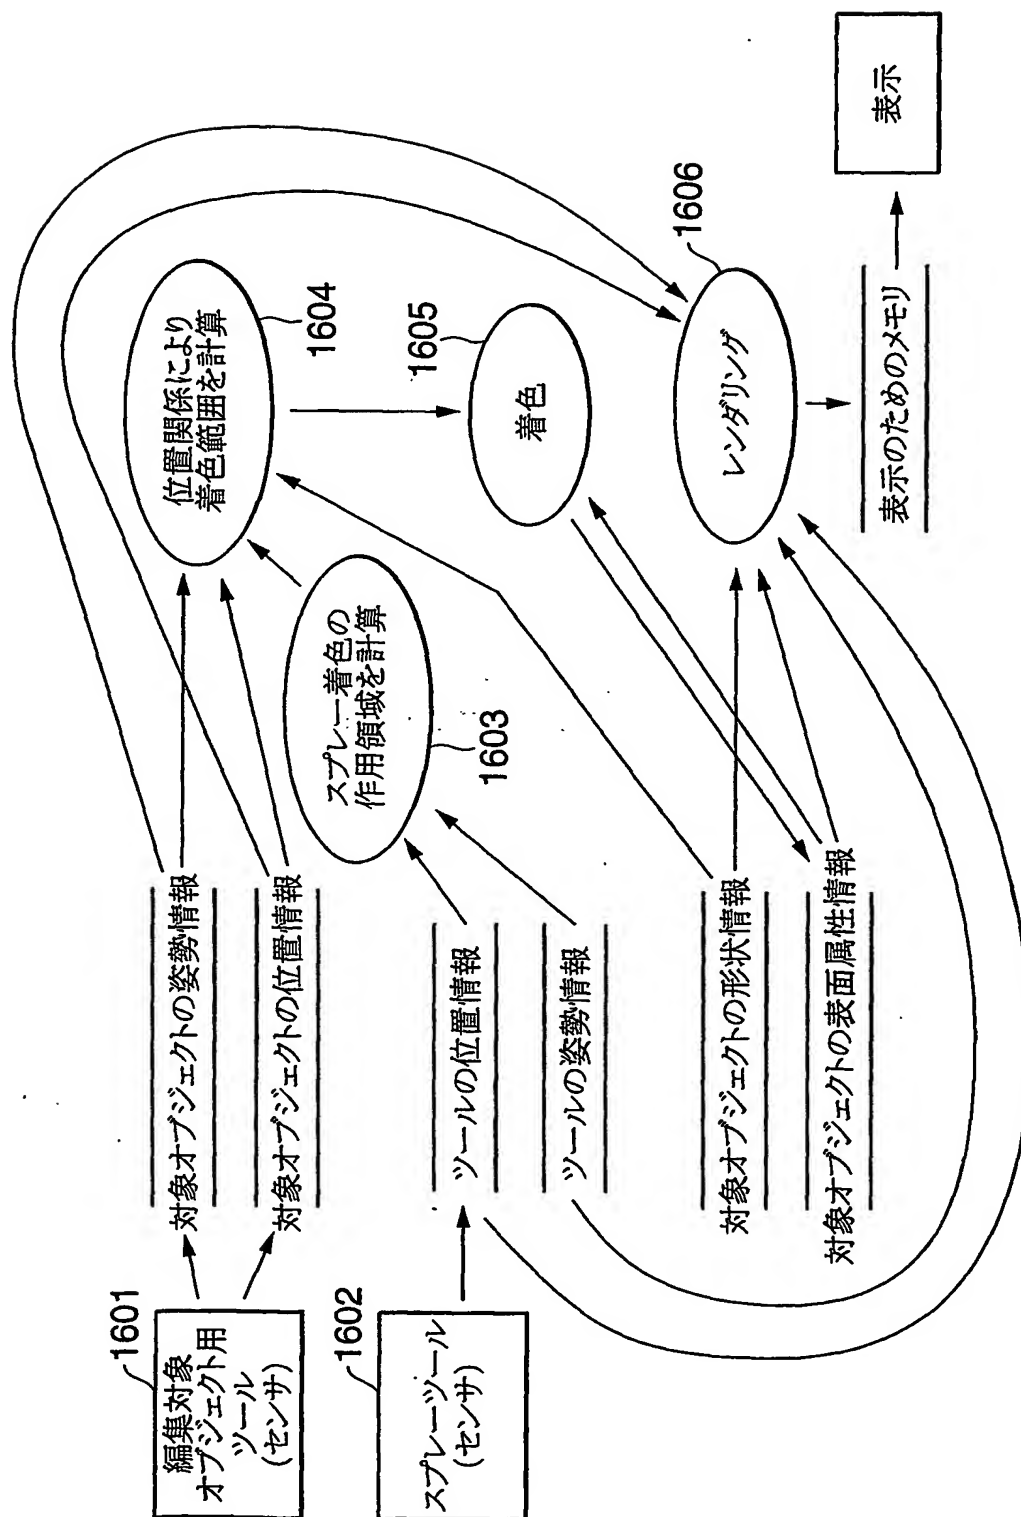 1601
編集対象
オブジェクト用
ツール
(センサ)
1602
スプレーツール
(センサ)
対象オブジェクトの姿勢情報
対象オブジェクトの位置情報
ツールの位置情報
ツールの姿勢情報
対象オブジェクトの形状情報
対象オブジェクトの表面属性情報
スプレー着色の
作用領域を計算
1603
位置関係により
着色範囲を計算
1604
着色
1605
レンダリング
1606
表示のためのメモリ
表示